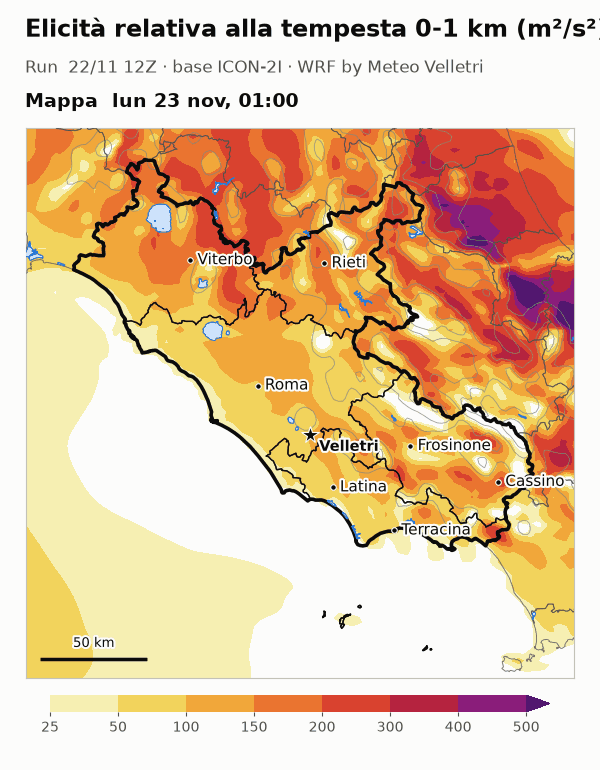 Elicità relativa alla tempesta 0-1 km (m²/s²)
Run 22/11 12Z · base ICON-2I · WRF by Meteo Velletri
Mappa lun 23 nov, 01:00
Viterbo
Rieti
Roma
Velletri
Frosinone
Cassino
Latina
Terracina
50 km
25 50 100 150 200 300 400 500